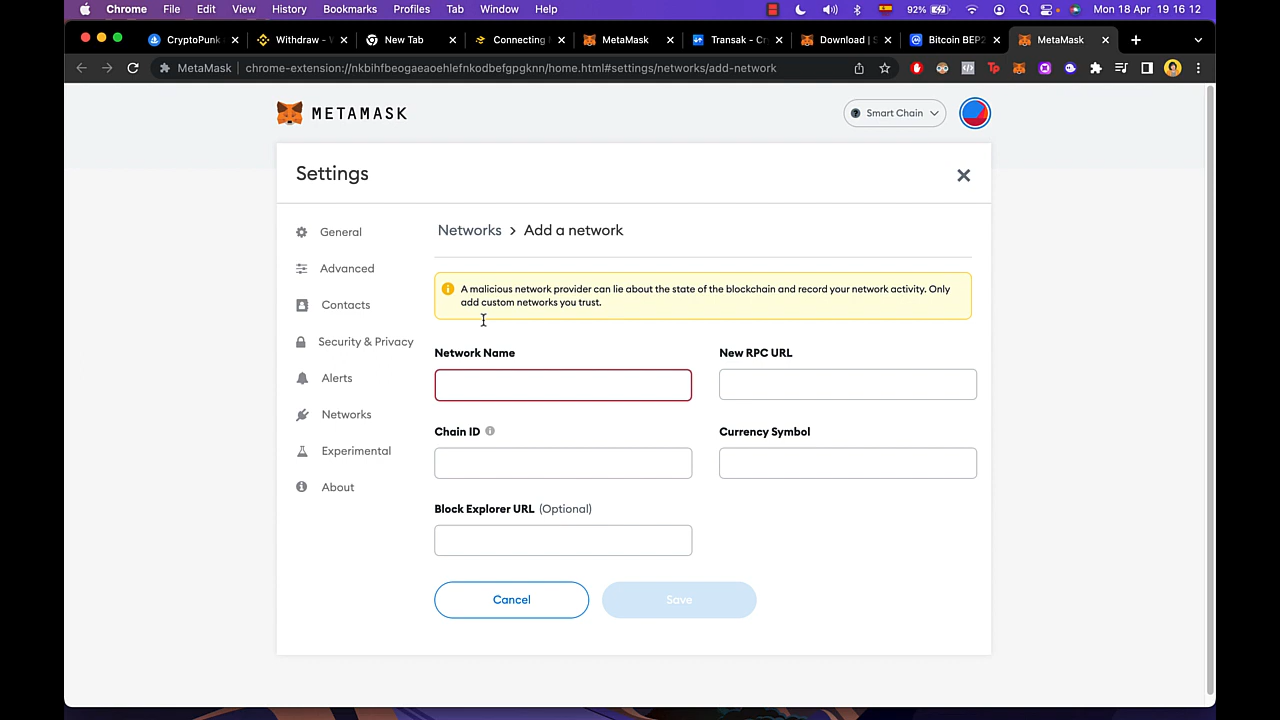 Chrome File Edit View History Bookmarks Profiles Tab Window Help 92% Mon 18 Apr 19 16 12
CryptoPunk Withdraw - New Tab Connecting MetaMask Transak - Download | Bitcoin BEP2 MetaMask
MetaMask chrome-extension://nkbihfbeogaeaoehlefnkodbefgpgknn/home.html#settings/networks/add-network
METAMASK
Smart Chain
Settings
General
Advanced
Contacts
Security & Privacy
Alerts
Networks
Experimental
About
Networks > Add a network
A malicious network provider can lie about the state of the blockchain and record your network activity. Only
add custom networks you trust.
Network Name
New RPC URL
Chain ID
Currency Symbol
Block Explorer URL (Optional)
Cancel
Save